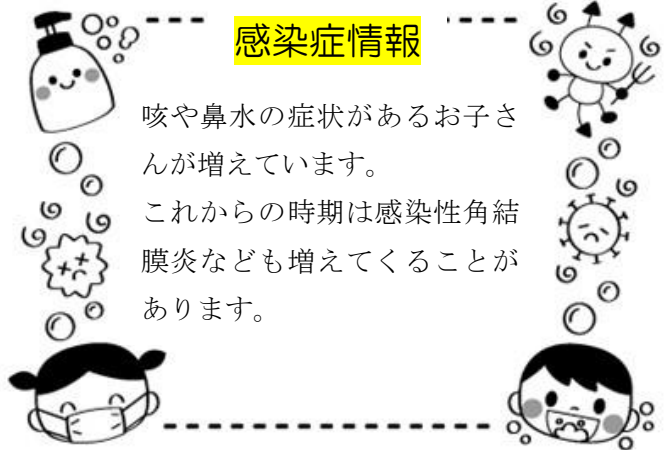 感染症情報
咳や鼻水の症状があるお子さ
んが増えています。
これからの時期は感染性角結
膜炎なども増えてくることが
あります。